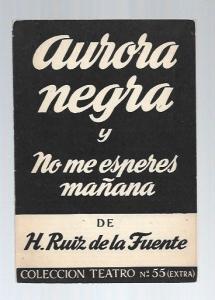 aurora
negra
y
No me esperes
mañana
DE
H. Ruiz de la Fuente
COLECCION TEATRO Nº 55 (EXTRA)